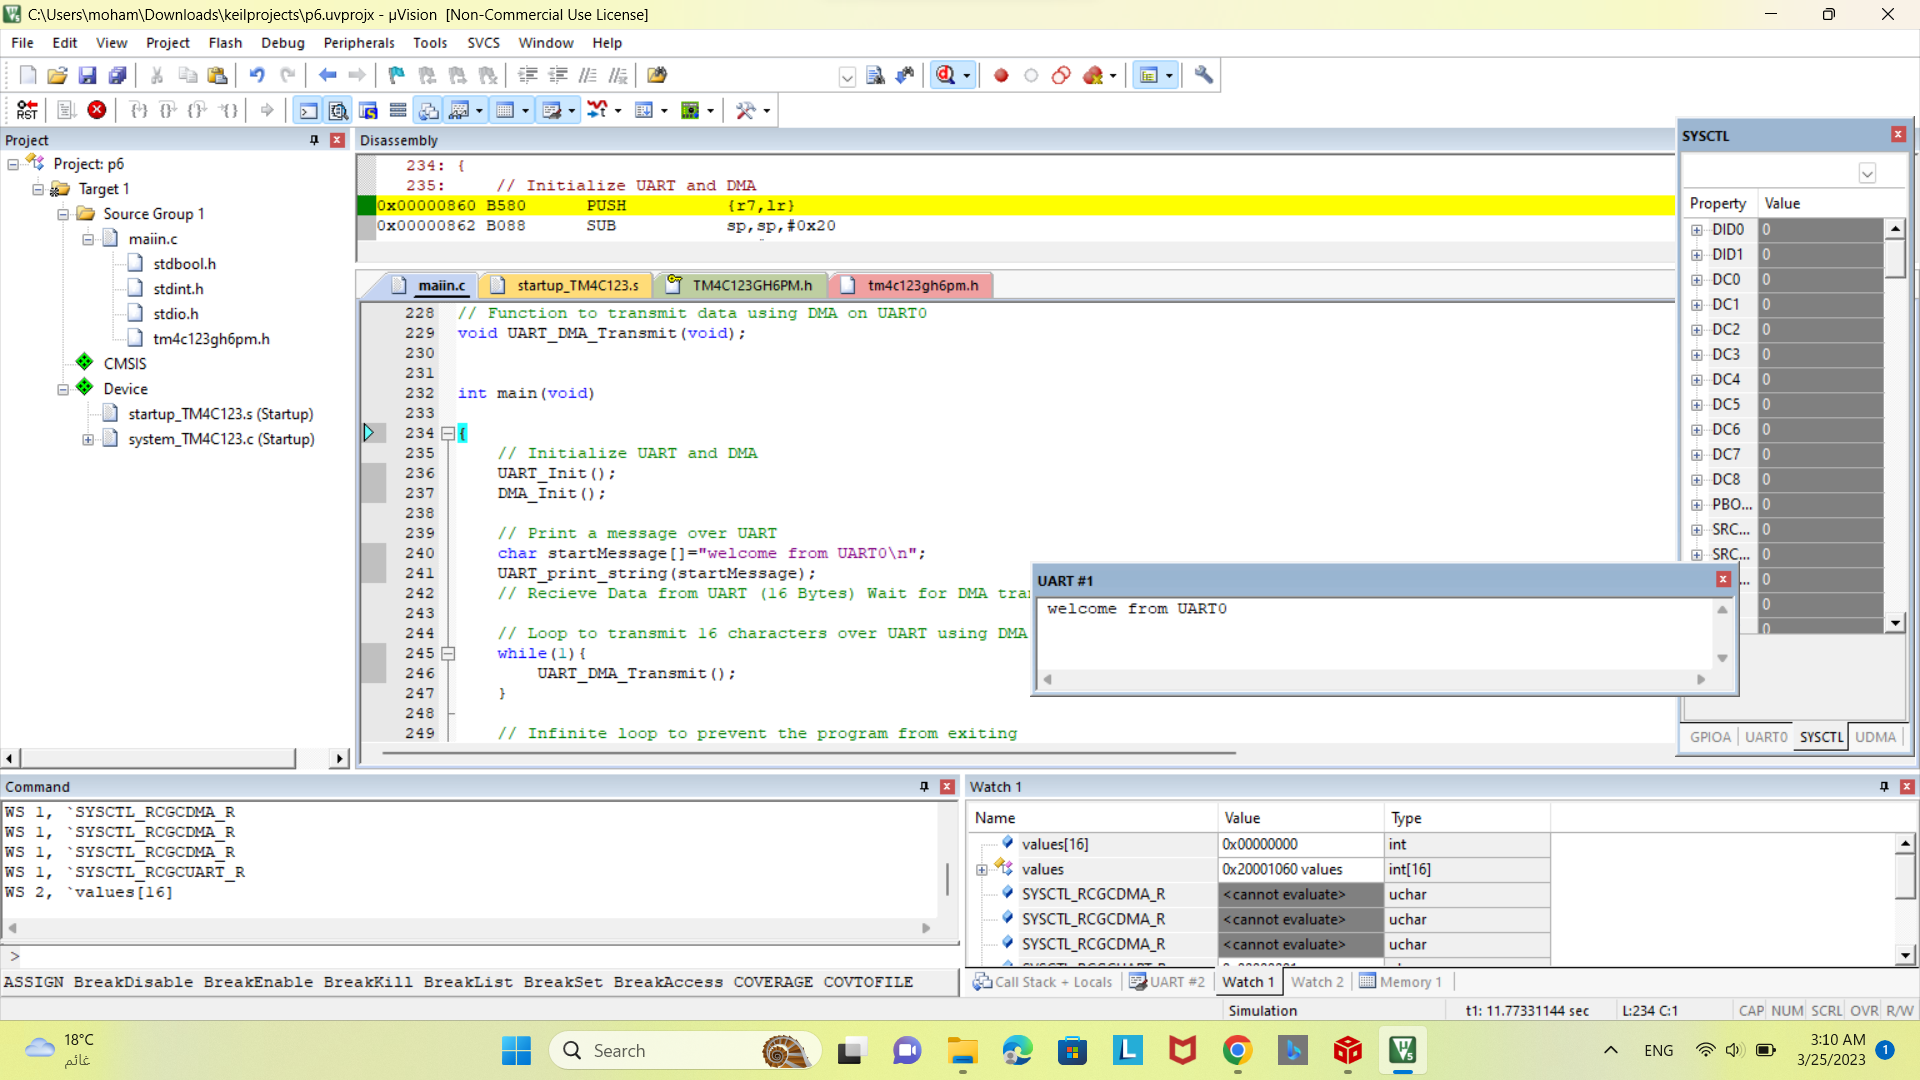 C:\Users\moham\Downloads\keilprojects\p6.uvprojx - µVision  [Non-Commercial Use License]
File Edit View Project Flash Debug Peripherals Tools SVCS Window Help
RST
Project
Project: p6
Target 1
Source Group 1
maiin.c
stdbool.h
stdint.h
stdio.h
tm4c123gh6pm.h
CMSIS
Device
startup_TM4C123.s (Startup)
system_TM4C123.c (Startup)
Disassembly
234: {
235:     // Initialize UART and DMA
0x00000860 B580      PUSH          {r7,lr}
0x00000862 B088      SUB           sp,sp,#0x20
maiin.c startup_TM4C123.s TM4C123GH6PM.h tm4c123gh6pm.h
228 // Function to transmit data using DMA on UART0
229 void UART_DMA_Transmit(void);
230
231
232 int main(void)
233
234 {
235     // Initialize UART and DMA
236     UART_Init();
237     DMA_Init();
238
239     // Print a message over UART
240     char startMessage[]="welcome from UART0\n";
241     UART_print_string(startMessage);
242     // Recieve Data from UART (16 Bytes) Wait for DMA tra
243
244     // Loop to transmit 16 characters over UART using DMA
245     while(1){
246         UART_DMA_Transmit();
247     }
248
249     // Infinite loop to prevent the program from exiting
UART #1
welcome from UART0
SYSCTL
Property Value
DID0 0
DID1 0
DC0 0
DC1 0
DC2 0
DC3 0
DC4 0
DC5 0
DC6 0
DC7 0
DC8 0
PBO... 0
SRC... 0
SRC... 0
... 0
0
0
GPIOA UART0 SYSCTL UDMA
Command
WS 1, `SYSCTL_RCGCDMA_R
WS 1, `SYSCTL_RCGCDMA_R
WS 1, `SYSCTL_RCGCDMA_R
WS 1, `SYSCTL_RCGCUART_R
WS 2, `values[16]
>
ASSIGN BreakDisable BreakEnable BreakKill BreakList BreakSet BreakAccess COVERAGE COVTOFILE
Watch 1
Name Value Type
values[16] 0x00000000 int
values 0x20001060 values int[16]
SYSCTL_RCGCDMA_R <cannot evaluate> uchar
SYSCTL_RCGCDMA_R <cannot evaluate> uchar
SYSCTL_RCGCDMA_R <cannot evaluate> uchar
Call Stack + Locals UART #2 Watch 1 Watch 2 Memory 1
Simulation t1: 11.77331144 sec L:234 C:1 CAP NUM SCRL OVR R/W
18°C
غائم
Search
L
ENG
3:10 AM
3/25/2023
1